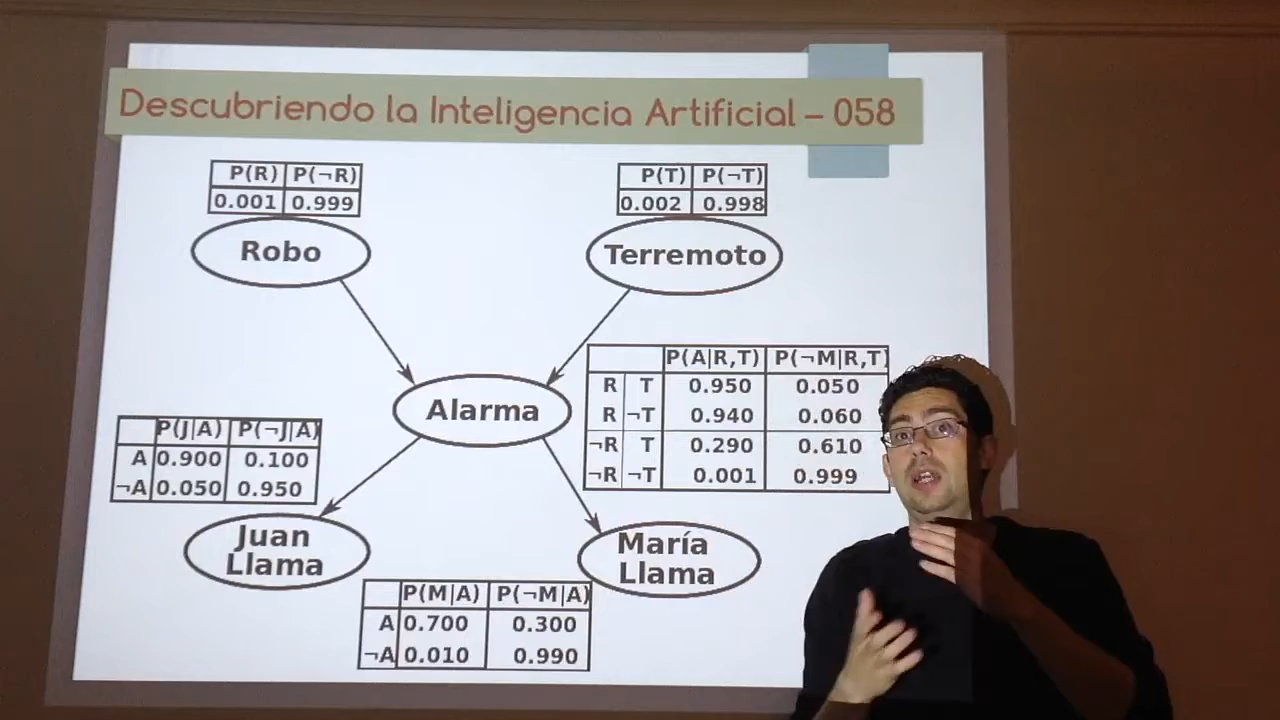 Descubriendo la Inteligencia Artificial – 058
P(R) P(¬R)
0.001 0.999
P(T) P(¬T)
0.002 0.998
Robo
Terremoto
P(A|R,T) P(¬M|R,T)
R T 0.950 0.050
R ¬T 0.940 0.060
¬R T 0.290 0.610
¬R ¬T 0.001 0.999
Alarma
P(J|A) P(¬J|A)
A 0.900 0.100
¬A 0.050 0.950
Juan
Llama
María
Llama
P(M|A) P(¬M|A)
A 0.700 0.300
¬A 0.010 0.990